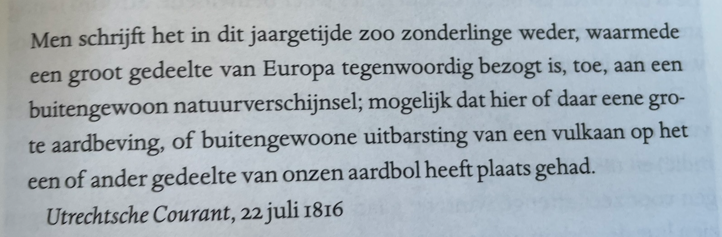 Men schrijft het in dit jaargetijde zoo zonderlinge weder, waarmede
een groot gedeelte van Europa tegenwoordig bezogt is, toe, aan een
buitengewoon natuurverschijnsel; mogelijk dat hier of daar eene gro-
te aardbeving, of buitengewoone uitbarsting van een vulkaan op het
een of ander gedeelte van onzen aardbol heeft plaats gehad.
Utrechtsche Courant, 22 juli 1816